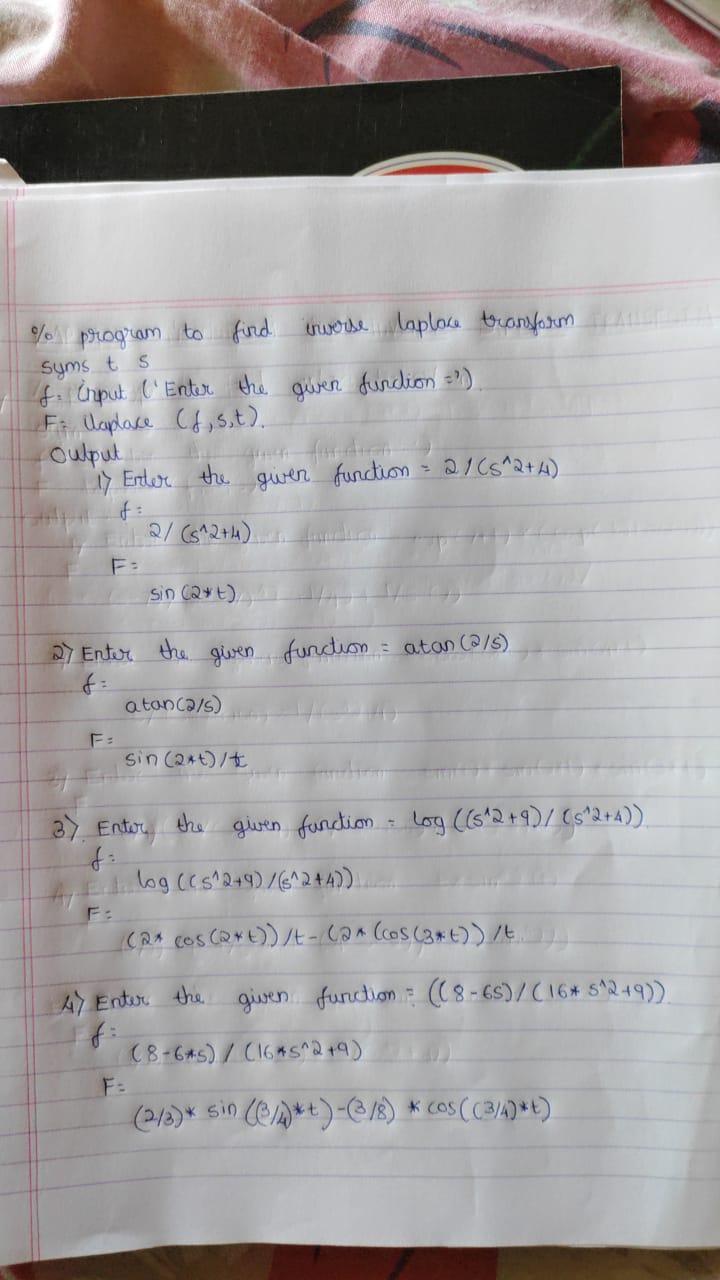 % program to find inverse laplace transform
syms t s
f = input ('Enter the given function =')
F = ilaplace (f,s,t).
Output
1) Enter the given function = 2/(s^2+4)
f =
2/(s^2+4)
F =
sin(2*t)
2) Enter the given function = atan(2/s)
f =
atan(2/s)
F =
sin(2*t)/t
3) Enter the given function = log((s^2+9)/(s^2+4))
f =
log((s^2+9)/(s^2+4))
F =
(2* cos(2*t))/t-(2*(cos(3*t))/t
4) Enter the given function = ((8-6s)/(16* s^2+9))
f =
(8-6*s)/(16*s^2+9)
F =
(2/3)* sin((3/4)*t)-(3/8) * cos((3/4)*t)